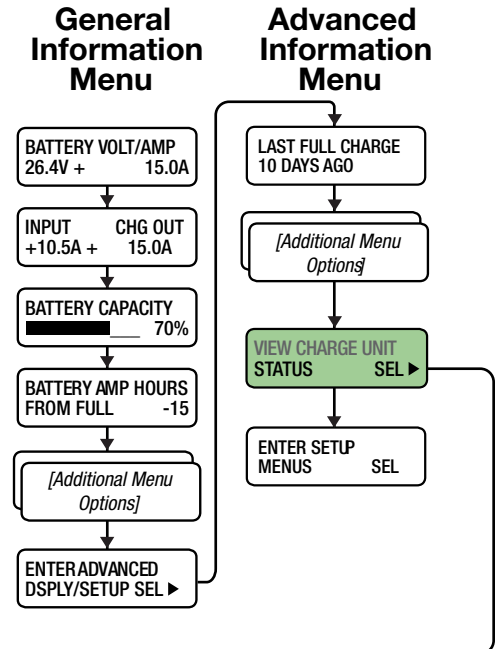 General
Information
Menu
BATTERY VOLT/AMP
26.4V + 15.0A
INPUT CHG OUT
+10.5A + 15.0A
BATTERY CAPACITY
70%
BATTERY AMP HOURS
FROM FULL -15
[Additional Menu
Options]
ENTER ADVANCED
DSPLY/SETUP SEL ▶
Advanced
Information
Menu
LAST FULL CHARGE
10 DAYS AGO
[Additional Menu
Options]
VIEW CHARGE UNIT
STATUS SEL ▶
ENTER SETUP
MENUS SEL